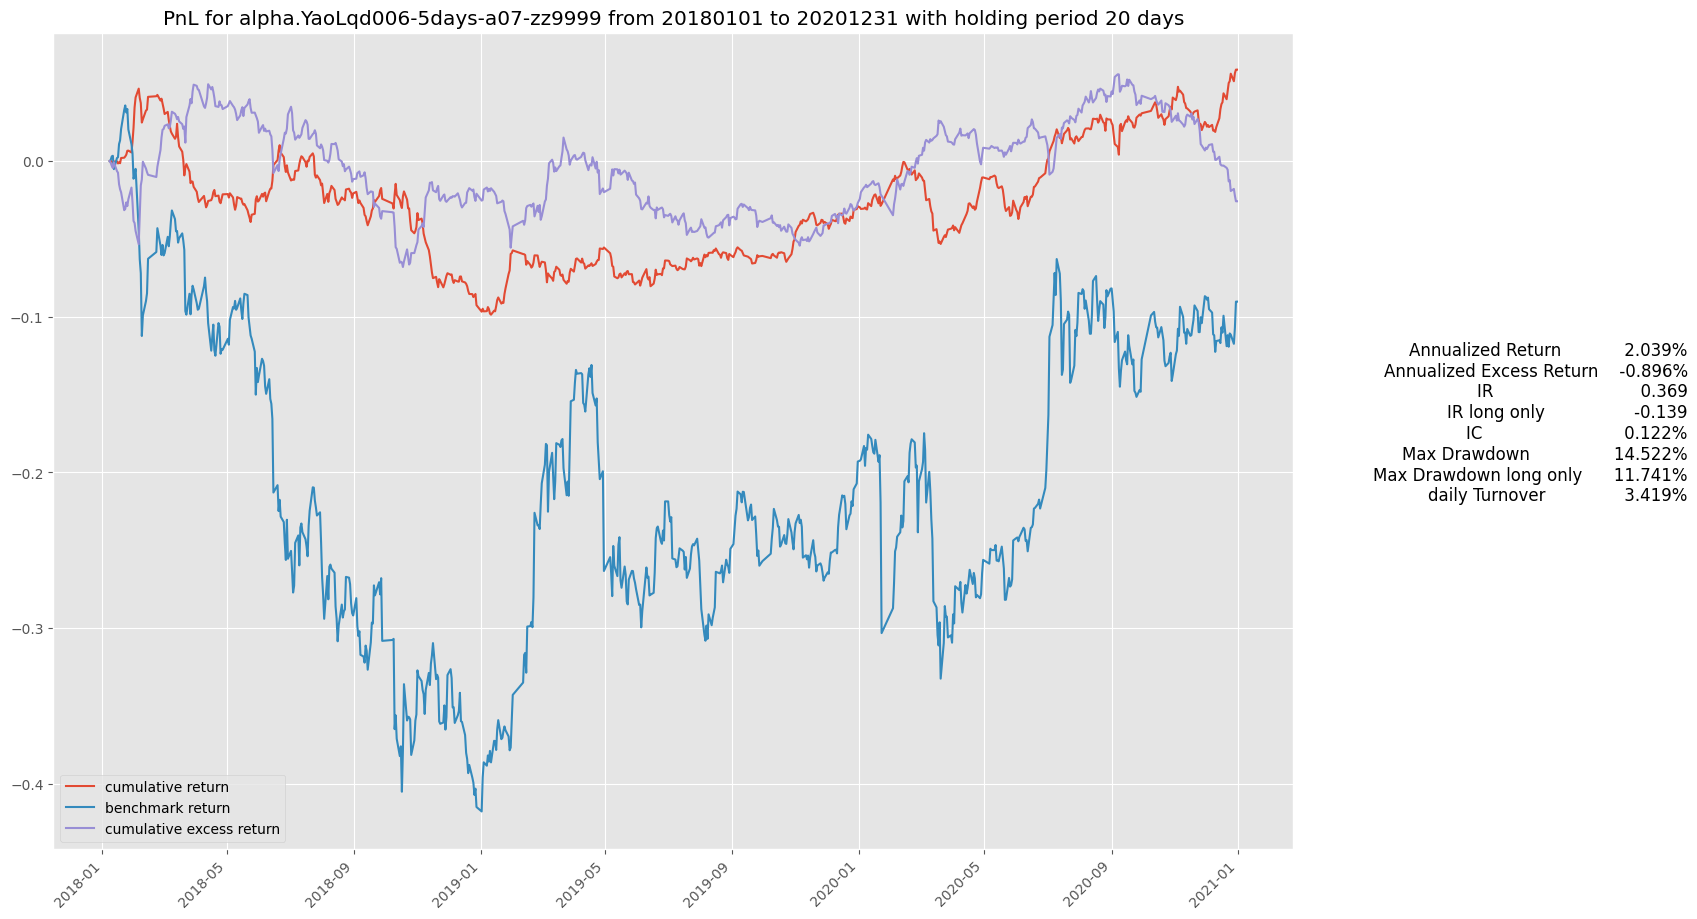 PnL for alpha.YaoLqd006-5days-a07-zz9999 from 20180101 to 20201231 with holding period 20 days
0.0
−0.1
−0.2
−0.3
−0.4
cumulative return
benchmark return
cumulative excess return
2018-01
2018-05
2018-09
2019-01
2019-05
2019-09
2020-01
2020-05
2020-09
2021-01
Annualized Return 2.039%
Annualized Excess Return -0.896%
IR 0.369
IR long only -0.139
IC 0.122%
Max Drawdown 14.522%
Max Drawdown long only 11.741%
daily Turnover 3.419%